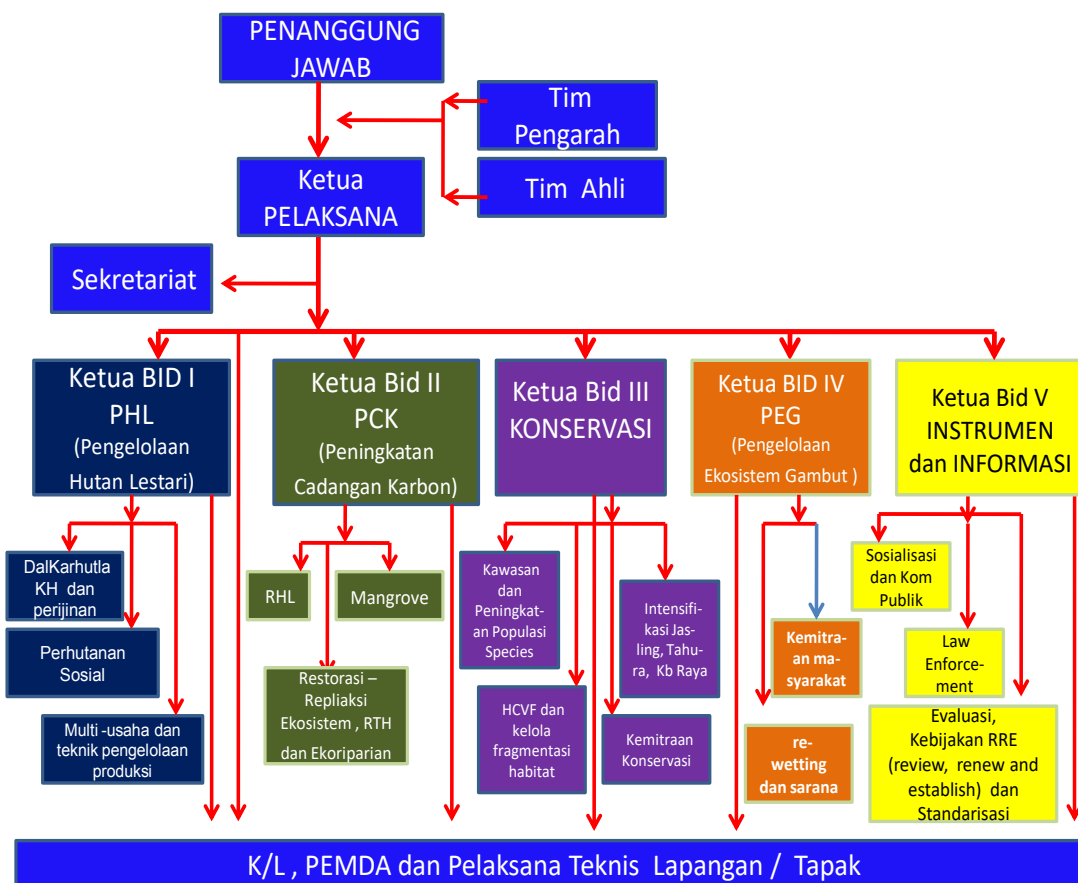 PENANGGUNG
JAWAB
Tim
Pengarah
Ketua
PELAKSANA
Tim Ahli
Sekretariat
Ketua BID I
PHL
(Pengelolaan
Hutan Lestari)
Ketua Bid II
PCK
(Peningkatan
Cadangan Karbon)
Ketua Bid III
KONSERVASI
Ketua BID IV
PEG
(Pengelolaan
Ekosistem Gambut )
Ketua Bid V
INSTRUMEN
dan INFORMASI
DalKarhutla
KH dan
perijinan
Perhutanan
Sosial
Multi -usaha dan
teknik pengelolaan
produksi
RHL
Mangrove
Restorasi –
Repliaksi
Ekosistem , RTH
dan Ekoriparian
Kawasan
dan
Peningkat-
an Populasi
Species
Intensifi-
kasi Jas-
ling, Tahu-
ra, Kb Raya
HCVF dan
kelola
fragmentasi
habitat
Kemitraan
Konservasi
Kemitra-
an ma-
syarakat
re-
wetting
dan sarana
Sosialisasi
dan Kom
Publik
Law
Enforce-
ment
Evaluasi,
Kebijakan RRE
(review, renew and
establish) dan
Standarisasi
K/L , PEMDA dan Pelaksana Teknis Lapangan / Tapak